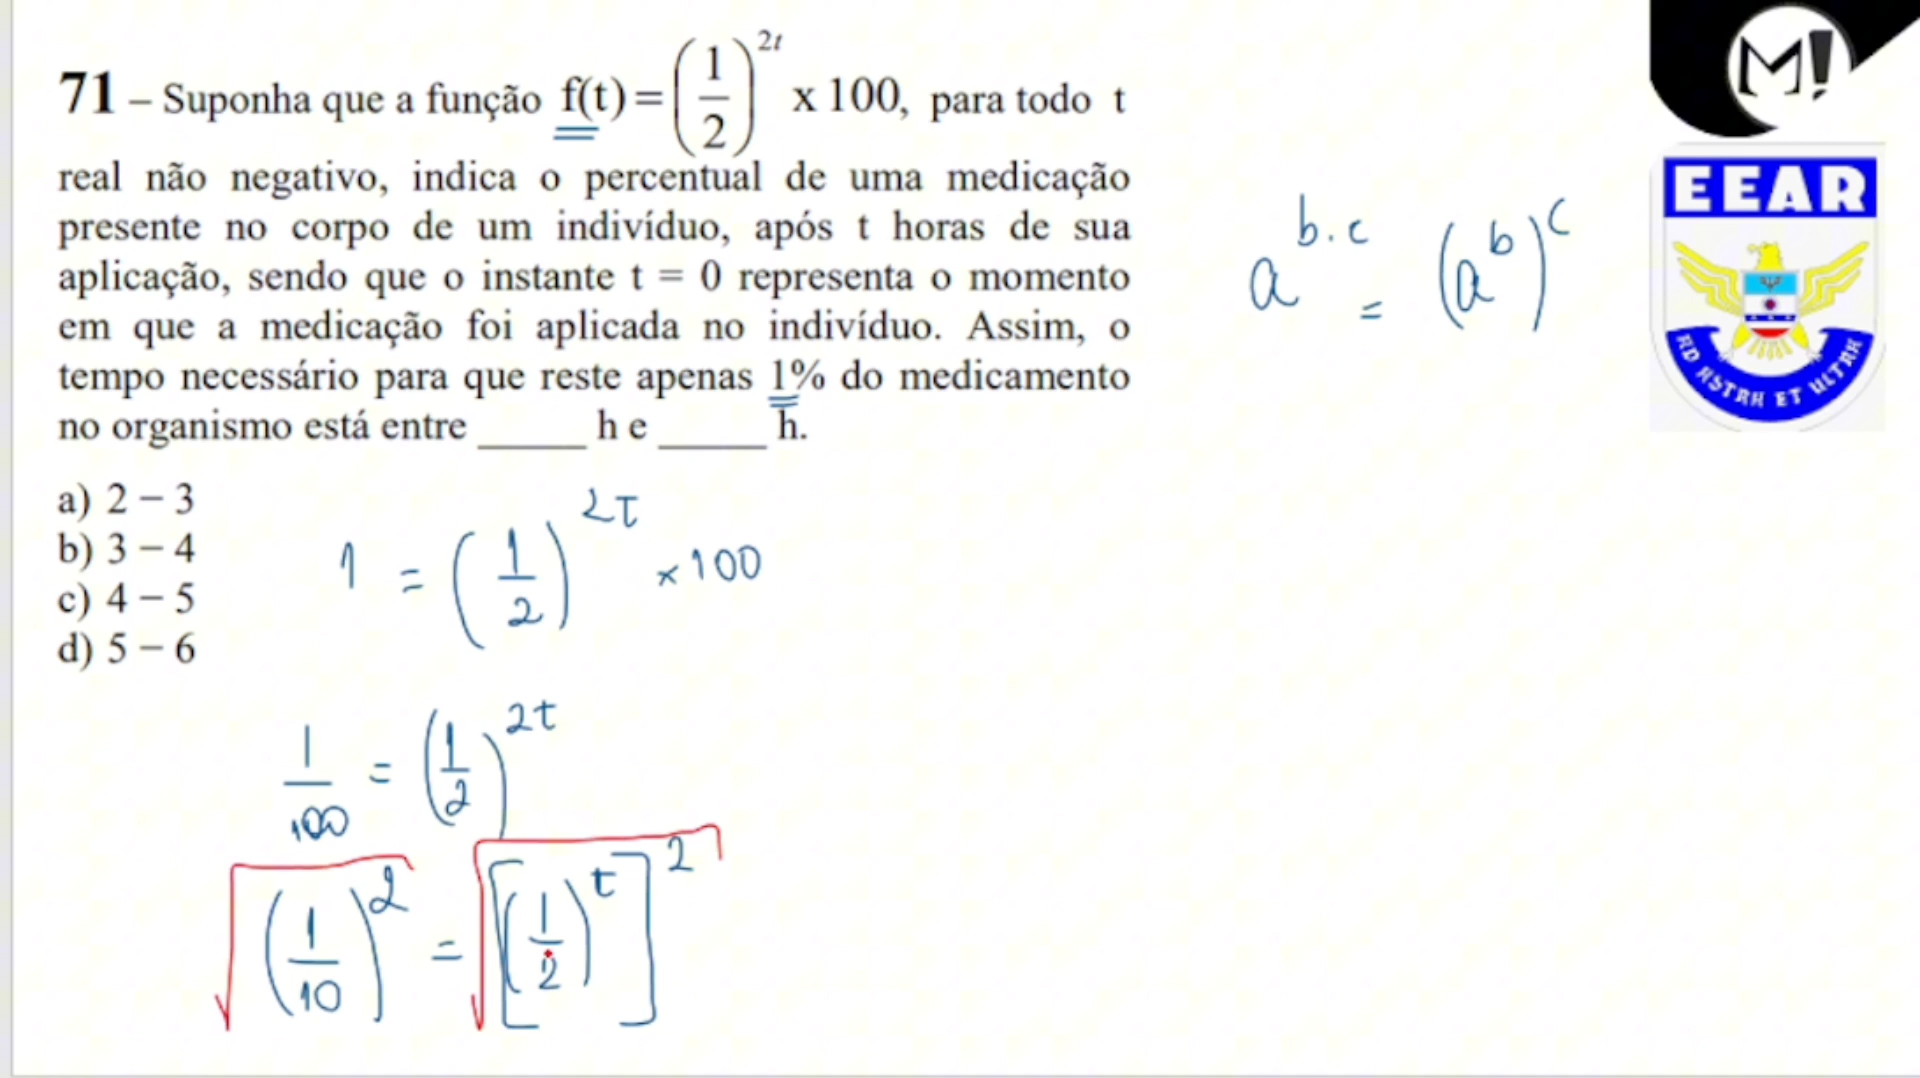 71 – Suponha que a função f(t) = (1/2)^2t x 100, para todo t
real não negativo, indica o percentual de uma medicação
presente no corpo de um indivíduo, após t horas de sua
aplicação, sendo que o instante t = 0 representa o momento
em que a medicação foi aplicada no indivíduo. Assim, o
tempo necessário para que reste apenas 1% do medicamento
no organismo está entre _____ h e _____ h.
a) 2 – 3
b) 3 – 4
c) 4 – 5
d) 5 – 6
1 = (1/2)^2t x 100
1/100 = (1/2)^2t
√(1/10)^2 = √[(1/2)^t]^2
a^b.c = (a^b)^c
M!
EEAR
AD ASTRA ET ULTRA